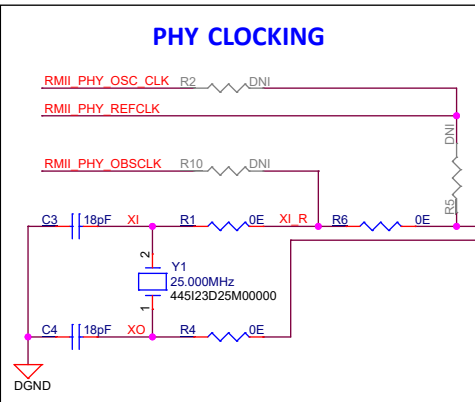 PHY CLOCKING
RMII_PHY_OSC_CLK R2 DNI
RMII_PHY_REFCLK
DNI
RMII_PHY_OBSCLK R10 DNI
R5
C3 18pF XI R1 0E XI_R R6 0E
2
Y1
25.000MHz
445I23D25M00000
1
C4 18pF XO R4 0E
DGND